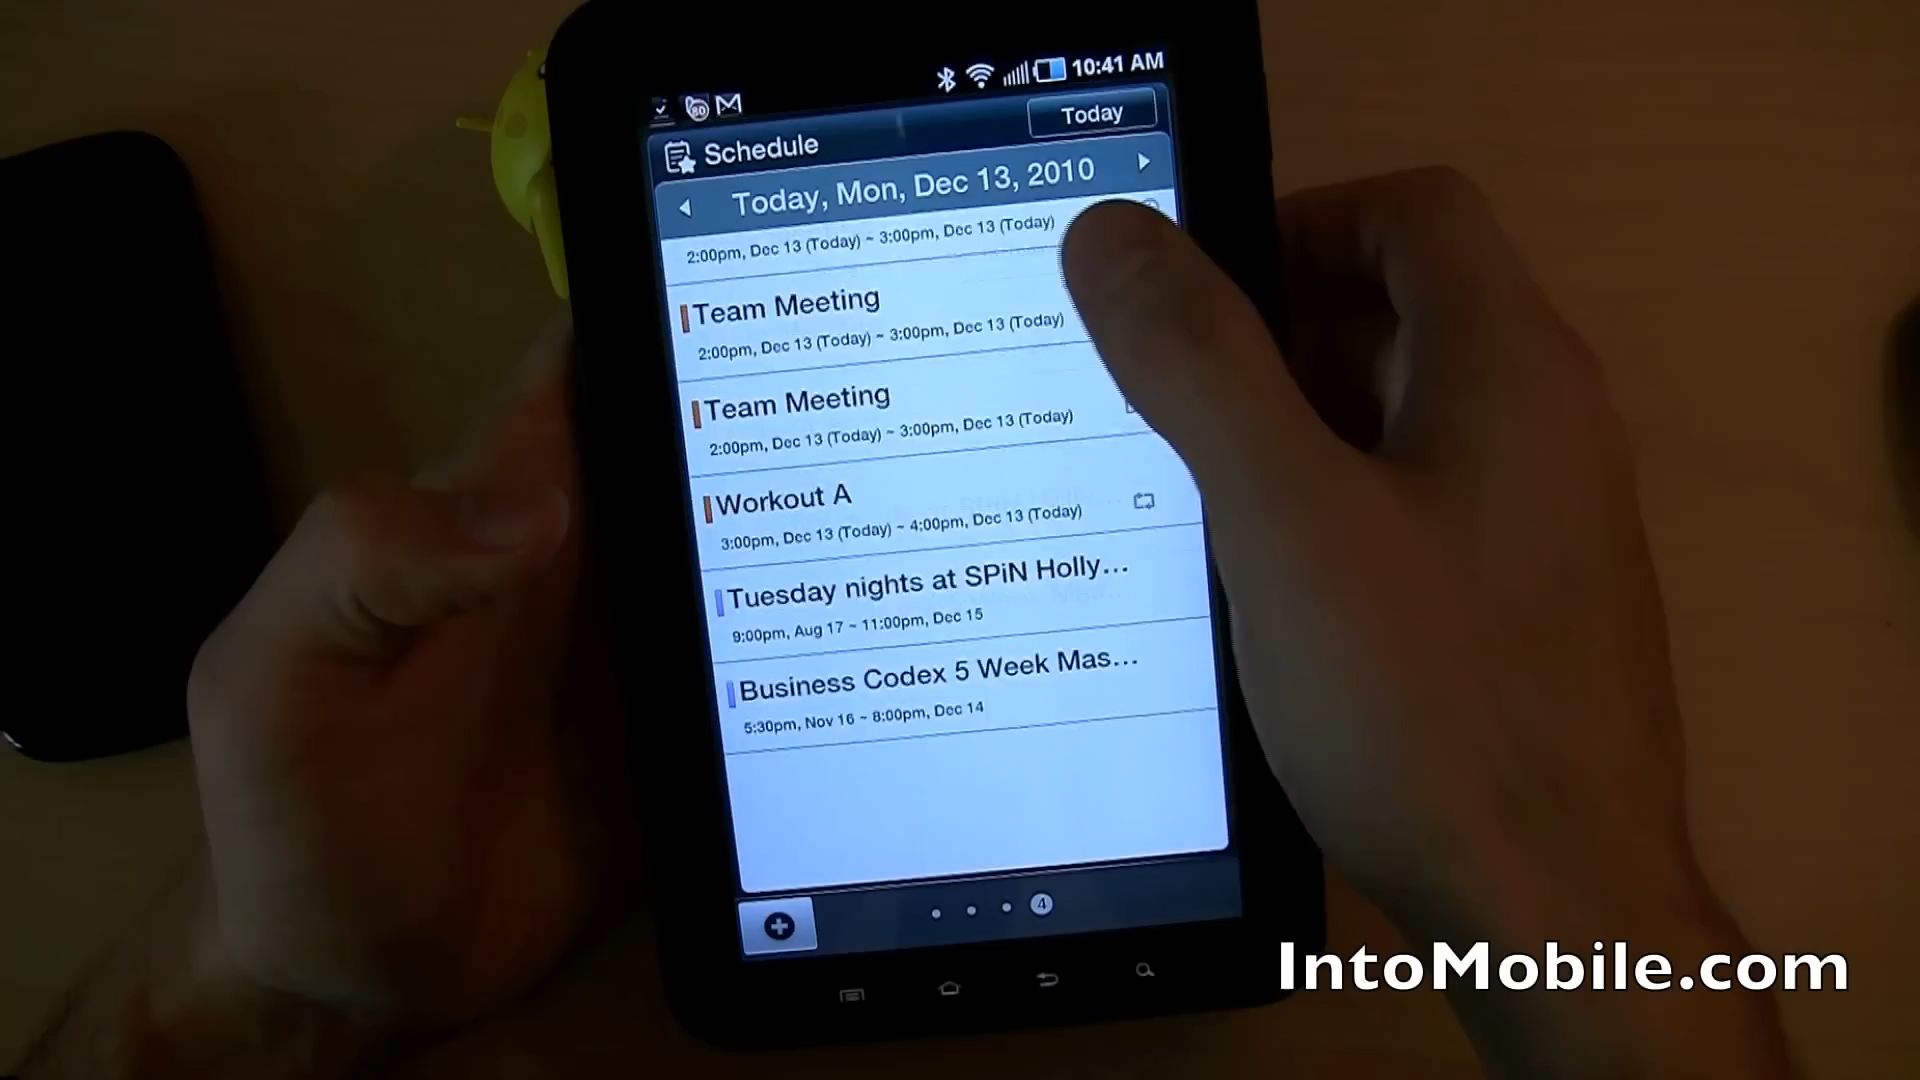 10:41 AM
Schedule
Today
Today, Mon, Dec 13, 2010
2:00pm, Dec 13 (Today) ~ 3:00pm, Dec 13 (Today)
Team Meeting
2:00pm, Dec 13 (Today) ~ 3:00pm, Dec 13 (Today)
Team Meeting
2:00pm, Dec 13 (Today) ~ 3:00pm, Dec 13 (Today)
Workout A
3:00pm, Dec 13 (Today) ~ 4:00pm, Dec 13 (Today)
Tuesday nights at SPiN Holly...
9:00pm, Aug 17 ~ 11:00pm, Dec 15
Business Codex 5 Week Mas...
5:30pm, Nov 16 ~ 8:00pm, Dec 14
4
IntoMobile.com